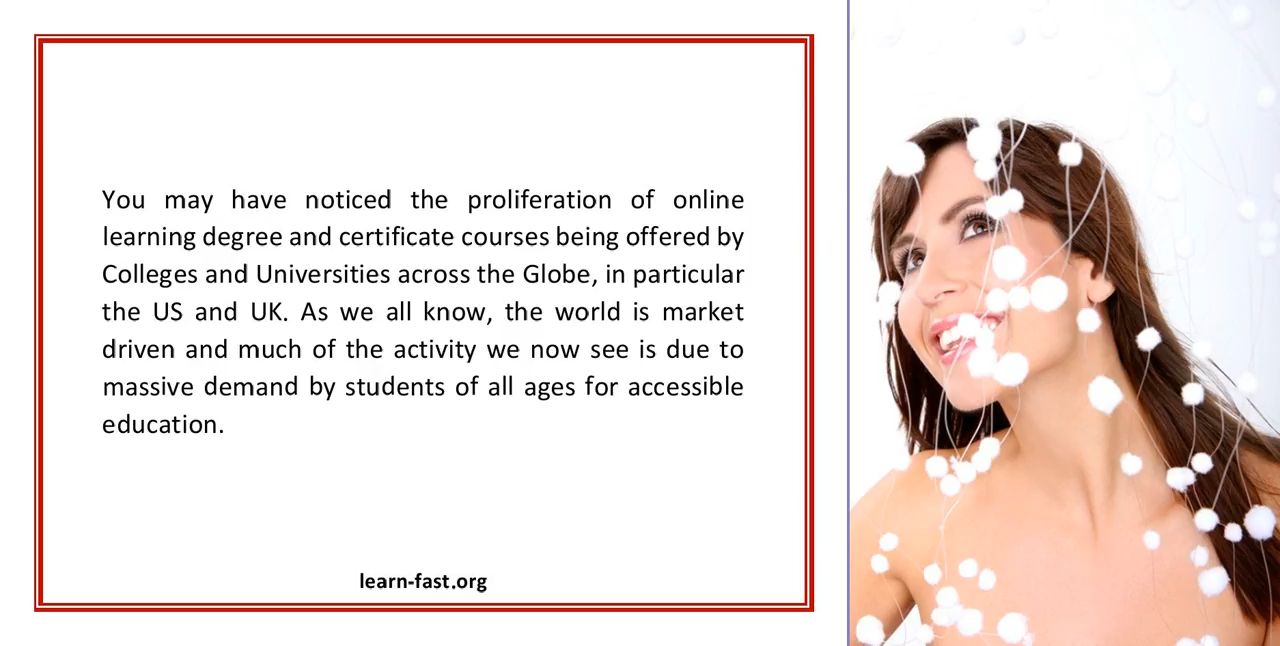 You may have noticed the proliferation of online
learning degree and certificate courses being offered by
Colleges and Universities across the Globe, in particular
the US and UK. As we all know, the world is market
driven and much of the activity we now see is due to
massive demand by students of all ages for accessible
education.
learn-fast.org